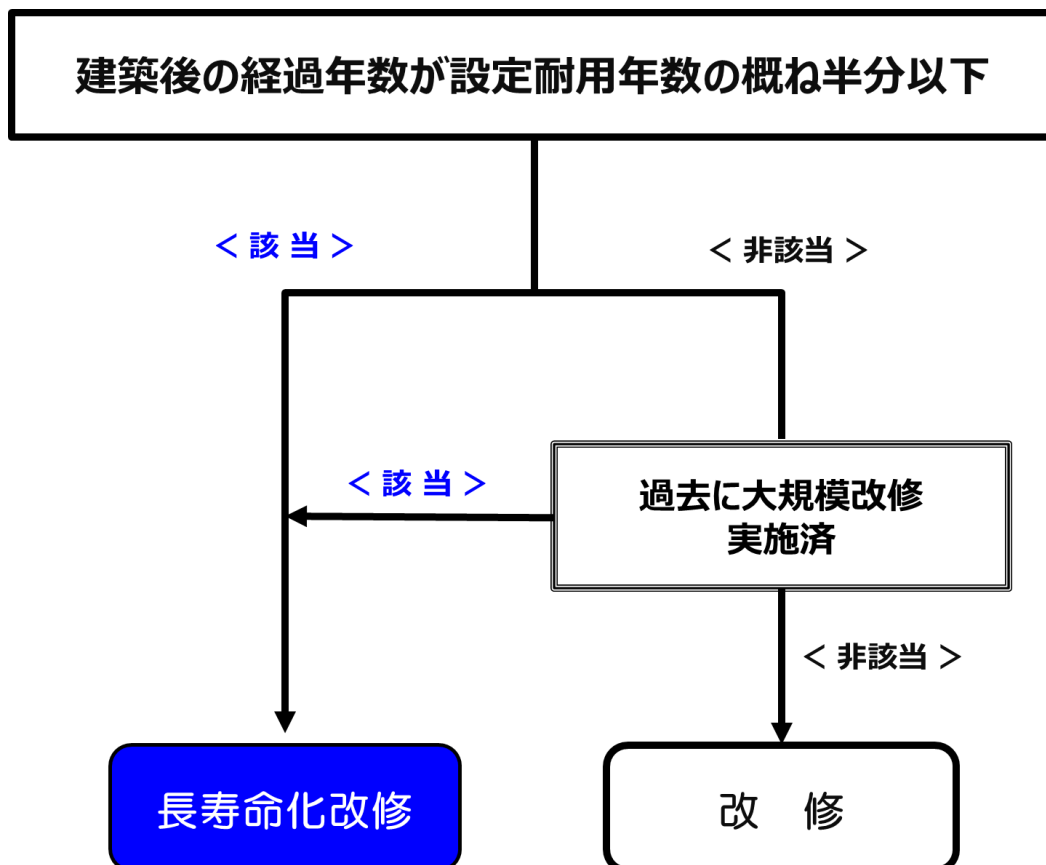 建築後の経過年数が設定耐用年数の概ね半分以下
＜ 該 当 ＞
＜ 非該当 ＞
＜ 該 当 ＞
過去に大規模改修
実施済
＜ 非該当 ＞
長寿命化改修
改　修